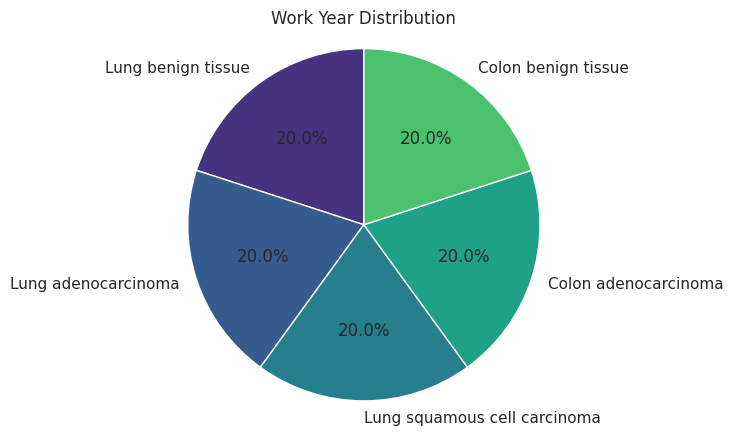 Work Year Distribution
Lung benign tissue
Colon benign tissue
20.0%
20.0%
20.0%
20.0%
Lung adenocarcinoma
Colon adenocarcinoma
20.0%
Lung squamous cell carcinoma